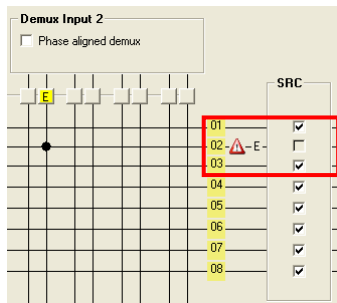 Demux Input 2
Phase aligned demux
SRC
E
01
02 - E -
03
04
05
06
07
08